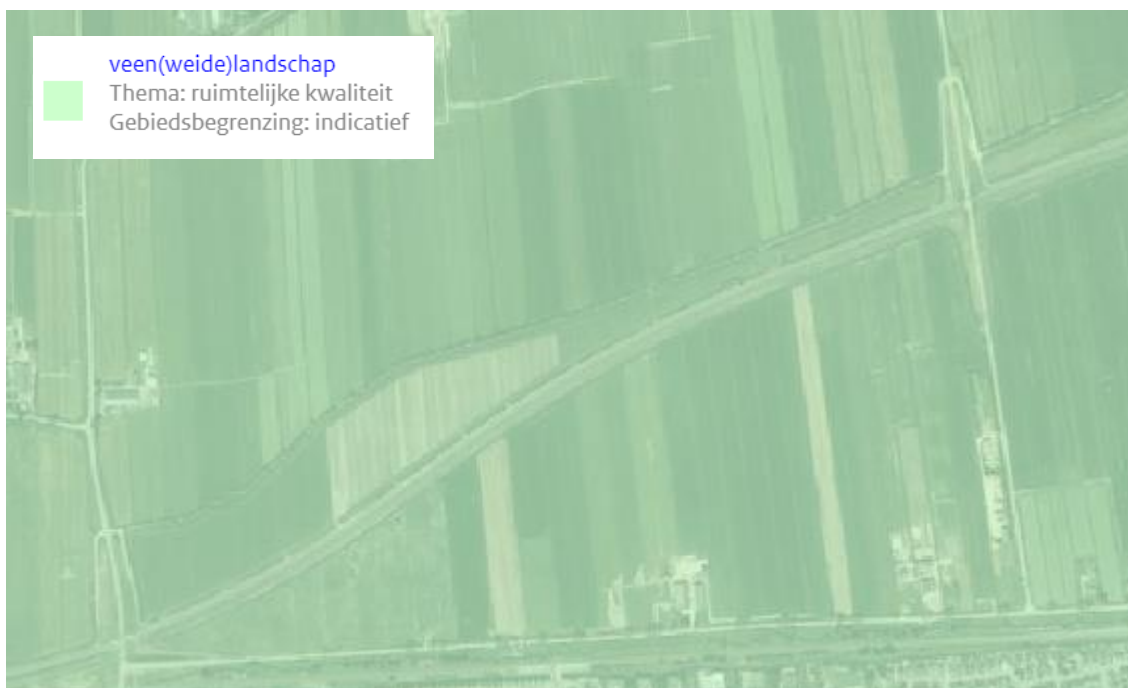 veen(weide)landschap
Thema: ruimtelijke kwaliteit
Gebiedsbegrenzing: indicatief